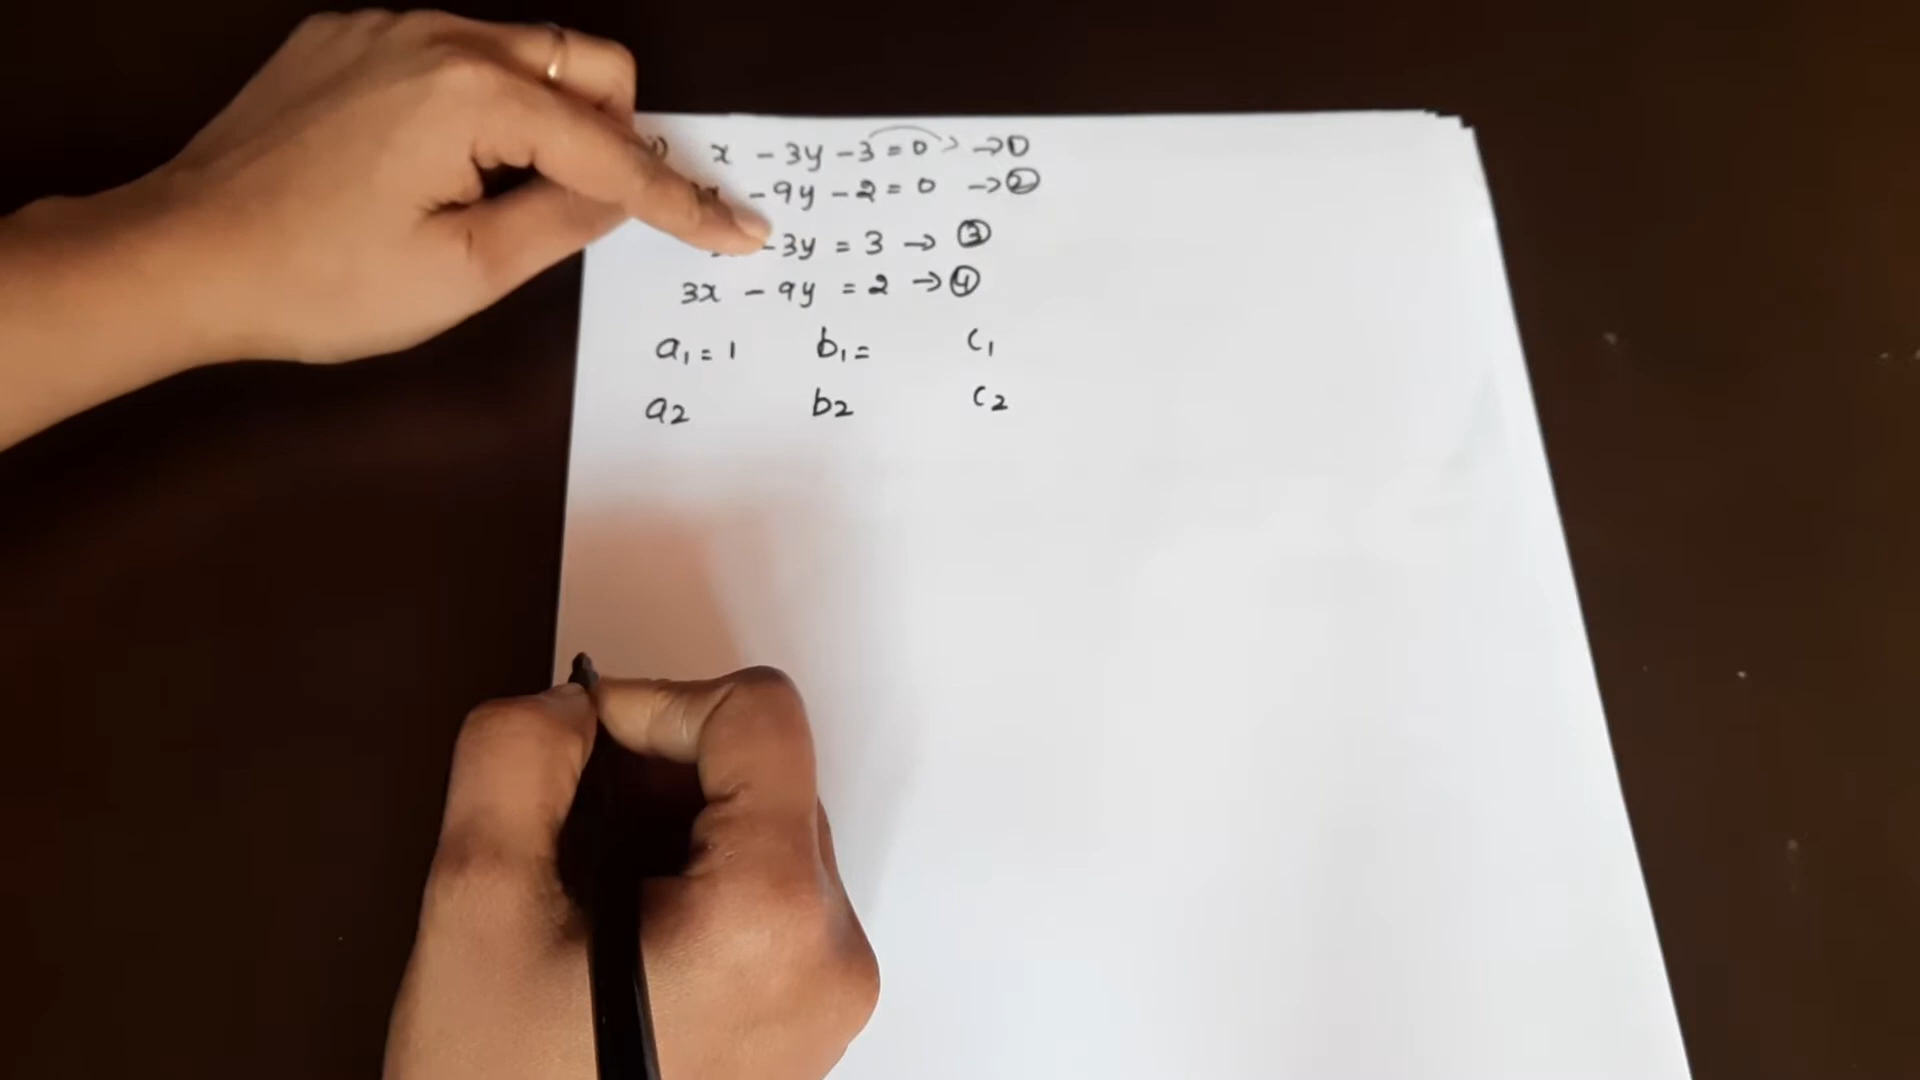 x - 3y - 3 = 0 → ①
- 9y - 2 = 0 → ②
- 3y = 3 → ③
3x - 9y = 2 → ④
a₁ = 1 b₁ = c₁
a₂ b₂ c₂